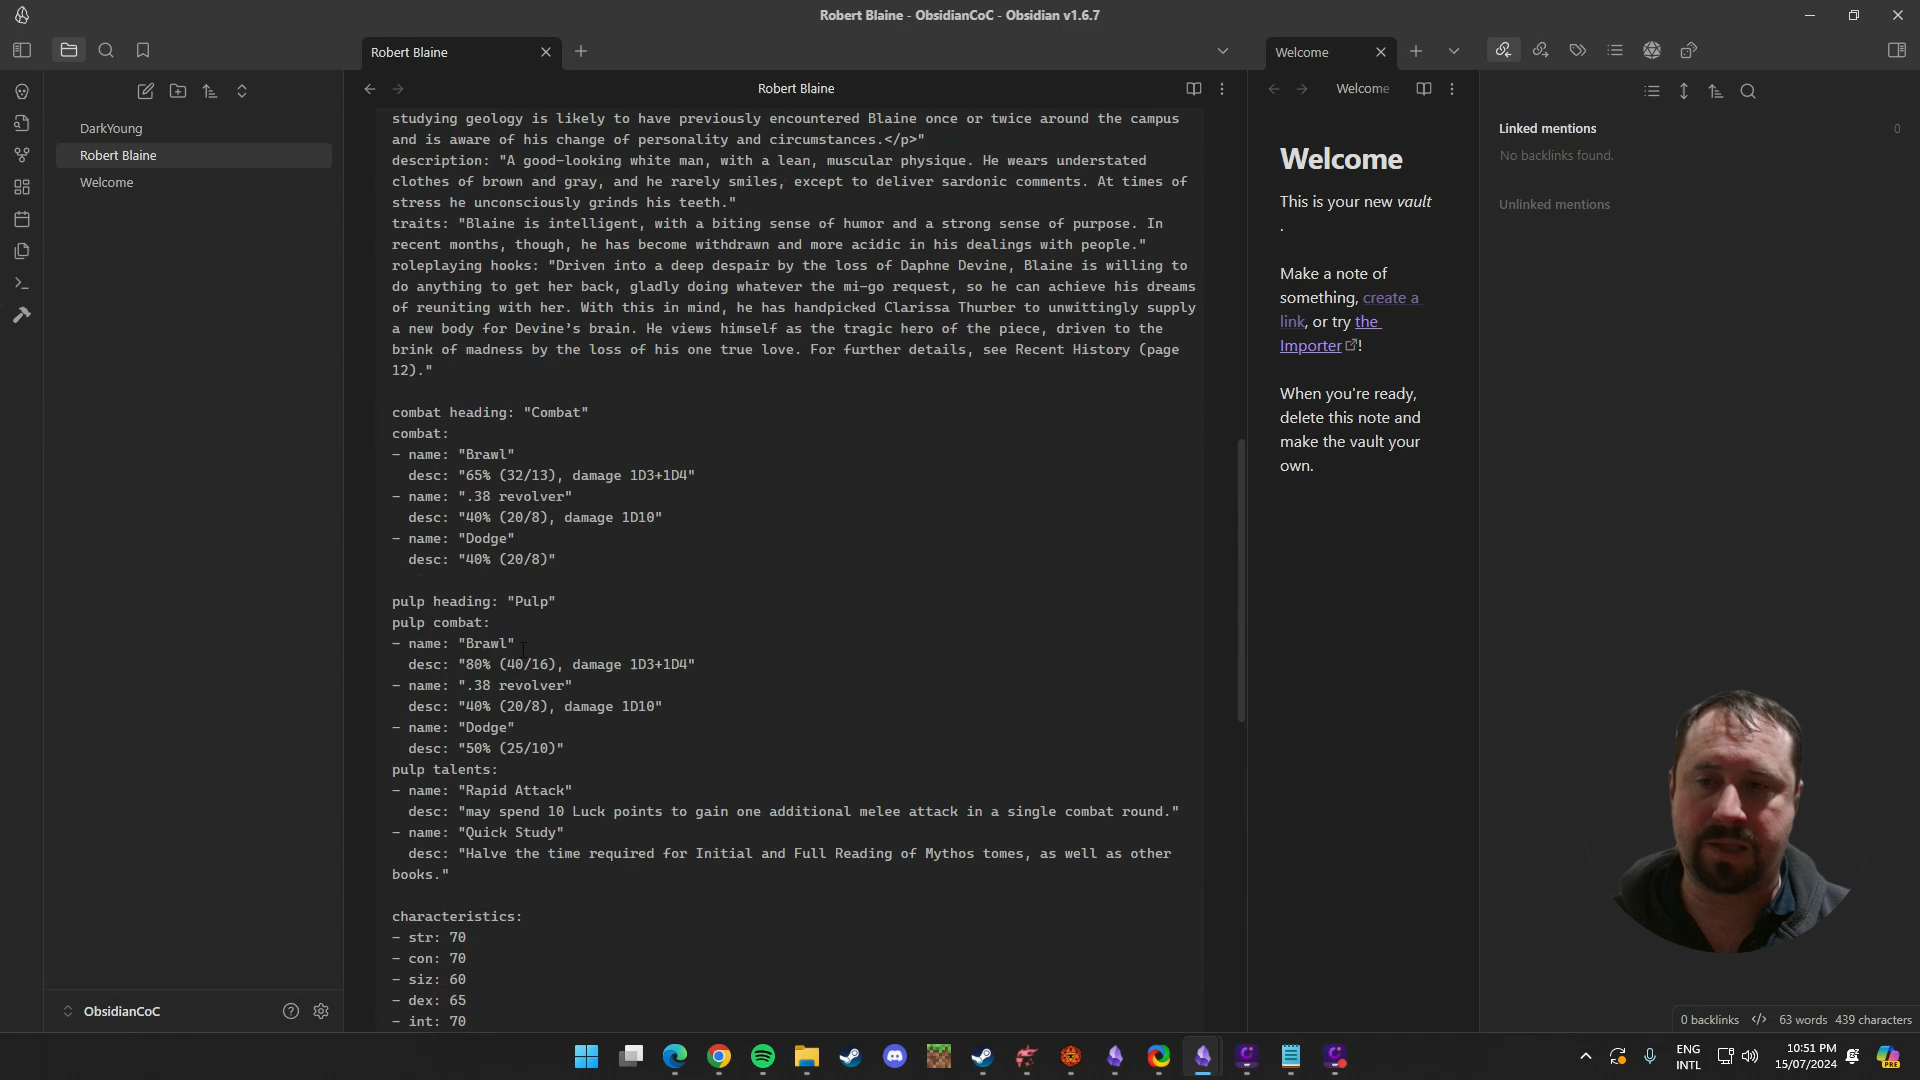 Robert Blaine - ObsidianCoC - Obsidian v1.6.7
Robert Blaine
Welcome
Robert Blaine
Welcome
DarkYoung
Robert Blaine
Welcome
studying geology is likely to have previously encountered Blaine once or twice around the campus
and is aware of his change of personality and circumstances.</p>"
description: "A good-looking white man, with a lean, muscular physique. He wears understated
clothes of brown and gray, and he rarely smiles, except to deliver sardonic comments. At times of
stress he unconsciously grinds his teeth."
traits: "Blaine is intelligent, with a biting sense of humor and a strong sense of purpose. In
recent months, though, he has become withdrawn and more acidic in his dealings with people."
roleplaying hooks: "Driven into a deep despair by the loss of Daphne Devine, Blaine is willing to
do anything to get her back, gladly doing whatever the mi-go request, so he can achieve his dreams
of reuniting with her. With this in mind, he has handpicked Clarissa Thurber to unwittingly supply
a new body for Devine’s brain. He views himself as the tragic hero of the piece, driven to the
brink of madness by the loss of his one true love. For further details, see Recent History (page
12)."
combat heading: "Combat"
combat:
- name: "Brawl"
desc: "65% (32/13), damage 1D3+1D4"
- name: ".38 revolver"
desc: "40% (20/8), damage 1D10"
- name: "Dodge"
desc: "40% (20/8)"
pulp heading: "Pulp"
pulp combat:
- name: "Brawl"
desc: "80% (40/16), damage 1D3+1D4"
- name: ".38 revolver"
desc: "40% (20/8), damage 1D10"
- name: "Dodge"
desc: "50% (25/10)"
pulp talents:
- name: "Rapid Attack"
desc: "may spend 10 Luck points to gain one additional melee attack in a single combat round."
- name: "Quick Study"
desc: "Halve the time required for Initial and Full Reading of Mythos tomes, as well as other
books."
characteristics:
- str: 70
- con: 70
- siz: 60
- dex: 65
- int: 70
Welcome
This is your new vault
.
Make a note of
something, create a
link, or try the
Importer!
When you're ready,
delete this note and
make the vault your
own.
Linked mentions 0
No backlinks found.
Unlinked mentions
ObsidianCoC
0 backlinks </> 63 words 439 characters
ENG
INTL
10:51 PM
15/07/2024
PRE